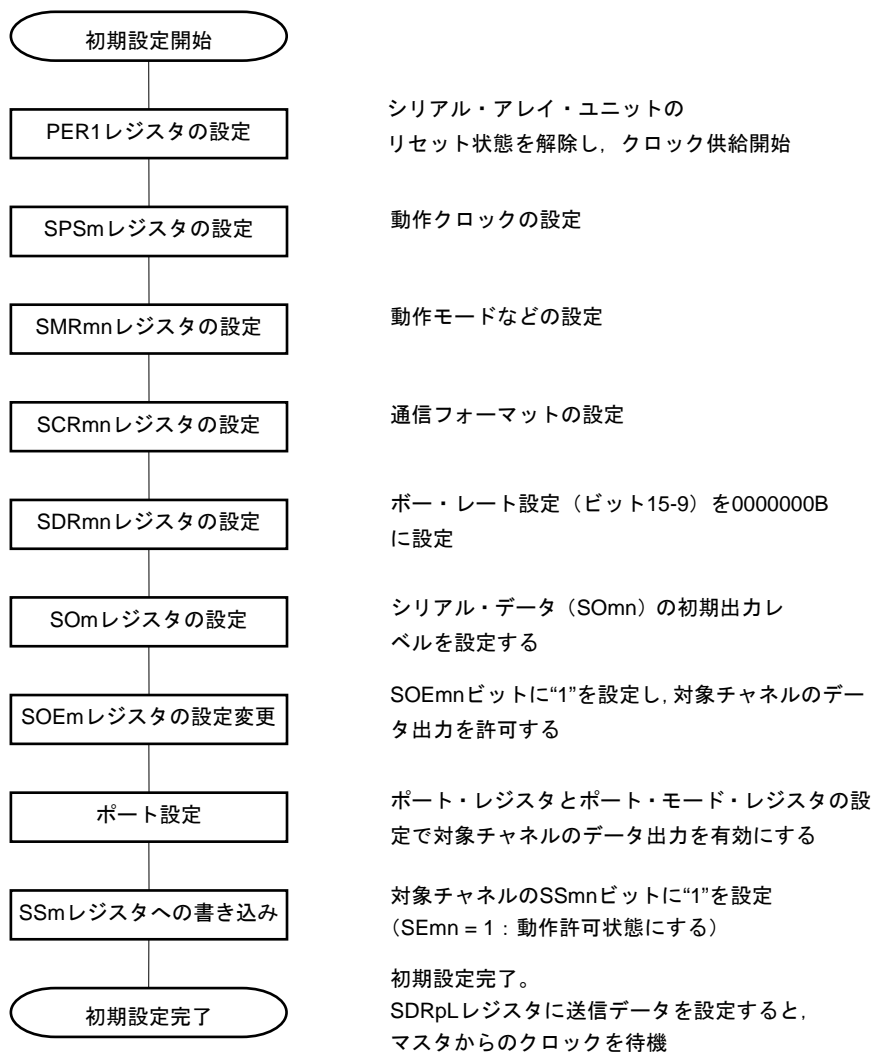 初期設定開始
PER1レジスタの設定
シリアル・アレイ・ユニットの
リセット状態を解除し，クロック供給開始
SPSmレジスタの設定
動作クロックの設定
SMRmnレジスタの設定
動作モードなどの設定
SCRmnレジスタの設定
通信フォーマットの設定
SDRmnレジスタの設定
ボー・レート設定（ビット15-9）を0000000B
に設定
SOmレジスタの設定
シリアル・データ（SOmn）の初期出力レ
ベルを設定する
SOEmレジスタの設定変更
SOEmnビットに“1”を設定し,対象チャネルのデー
タ出力を許可する
ポート設定
ポート・レジスタとポート・モード・レジスタの設
定で対象チャネルのデータ出力を有効にする
SSmレジスタへの書き込み
対象チャネルのSSmnビットに“1”を設定
（SEmn = 1：動作許可状態にする）
初期設定完了
初期設定完了。
SDRpLレジスタに送信データを設定すると，
マスタからのクロックを待機